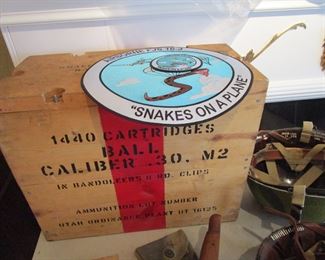 "SNAKES ON A PLANE"
1440 CARTRIDGES
BALL
CALIBER .30, M2
IN BANDOLEERS 8 RD. CLIPS
AMMUNITION LOT NUMBER
UTAH ORDNANCE PLANT UT 16125